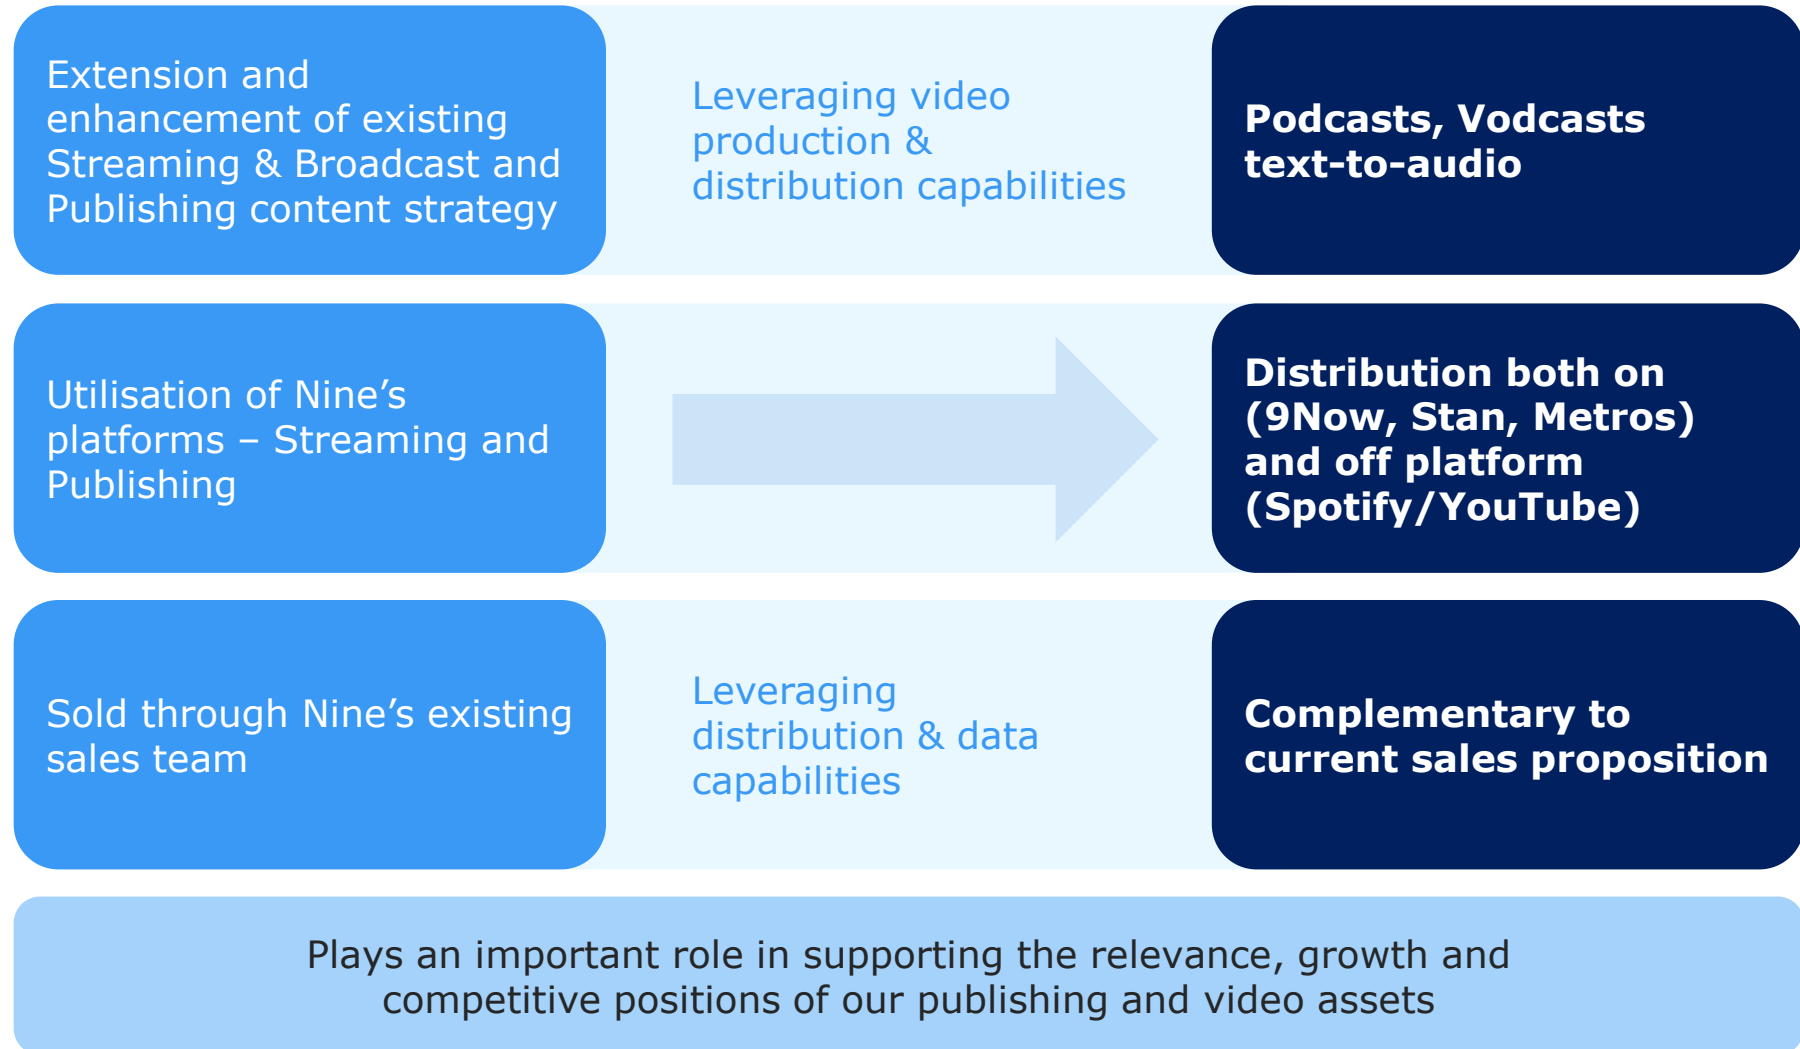 Extension and
enhancement of existing
Streaming & Broadcast and
Publishing content strategy
Leveraging video
production &
distribution capabilities
Podcasts, Vodcasts
text-to-audio
Utilisation of Nine’s
platforms – Streaming and
Publishing
Distribution both on
(9Now, Stan, Metros)
and off platform
(Spotify/YouTube)
Sold through Nine’s existing
sales team
Leveraging
distribution & data
capabilities
Complementary to
current sales proposition
Plays an important role in supporting the relevance, growth and
competitive positions of our publishing and video assets